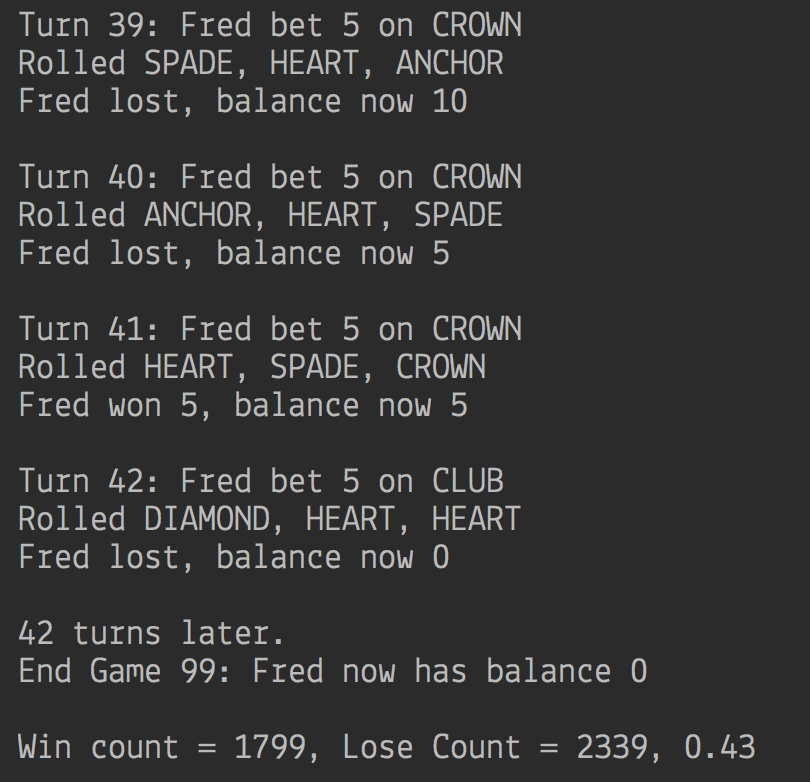 Turn 39: Fred bet 5 on CROWN
Rolled SPADE, HEART, ANCHOR
Fred lost, balance now 10
Turn 40: Fred bet 5 on CROWN
Rolled ANCHOR, HEART, SPADE
Fred lost, balance now 5
Turn 41: Fred bet 5 on CROWN
Rolled HEART, SPADE, CROWN
Fred won 5, balance now 5
Turn 42: Fred bet 5 on CLUB
Rolled DIAMOND, HEART, HEART
Fred lost, balance now 0
42 turns later.
End Game 99: Fred now has balance 0
Win count = 1799, Lose Count = 2339, 0.43